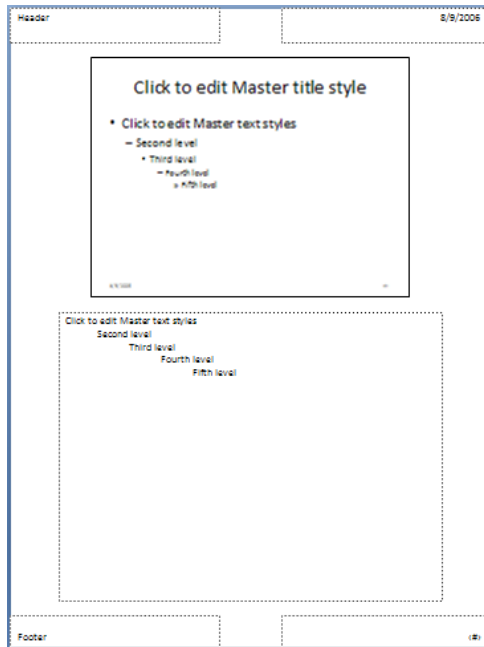 Header
8/9/2006
Click to edit Master title style
• Click to edit Master text styles
– Second level
• Third level
– Fourth level
» Fifth level
Click to edit Master text styles
Second level
Third level
Fourth level
Fifth level
Footer
(#)